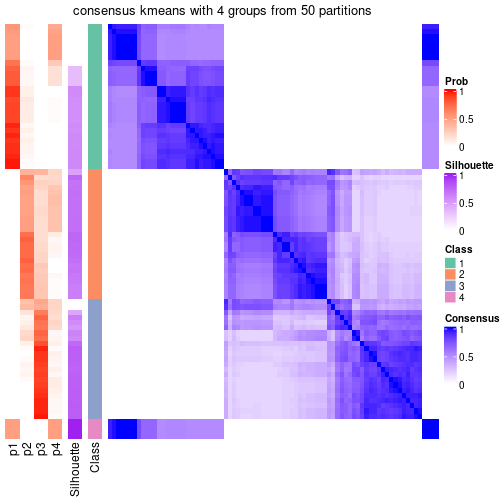 consensus kmeans with 4 groups from 50 partitions
Prob
1
0.5
0
Silhouette
1
0.5
0
Class
1
2
3
4
Consensus
1
0.5
0
p1
p2
p3
p4
Silhouette
Class